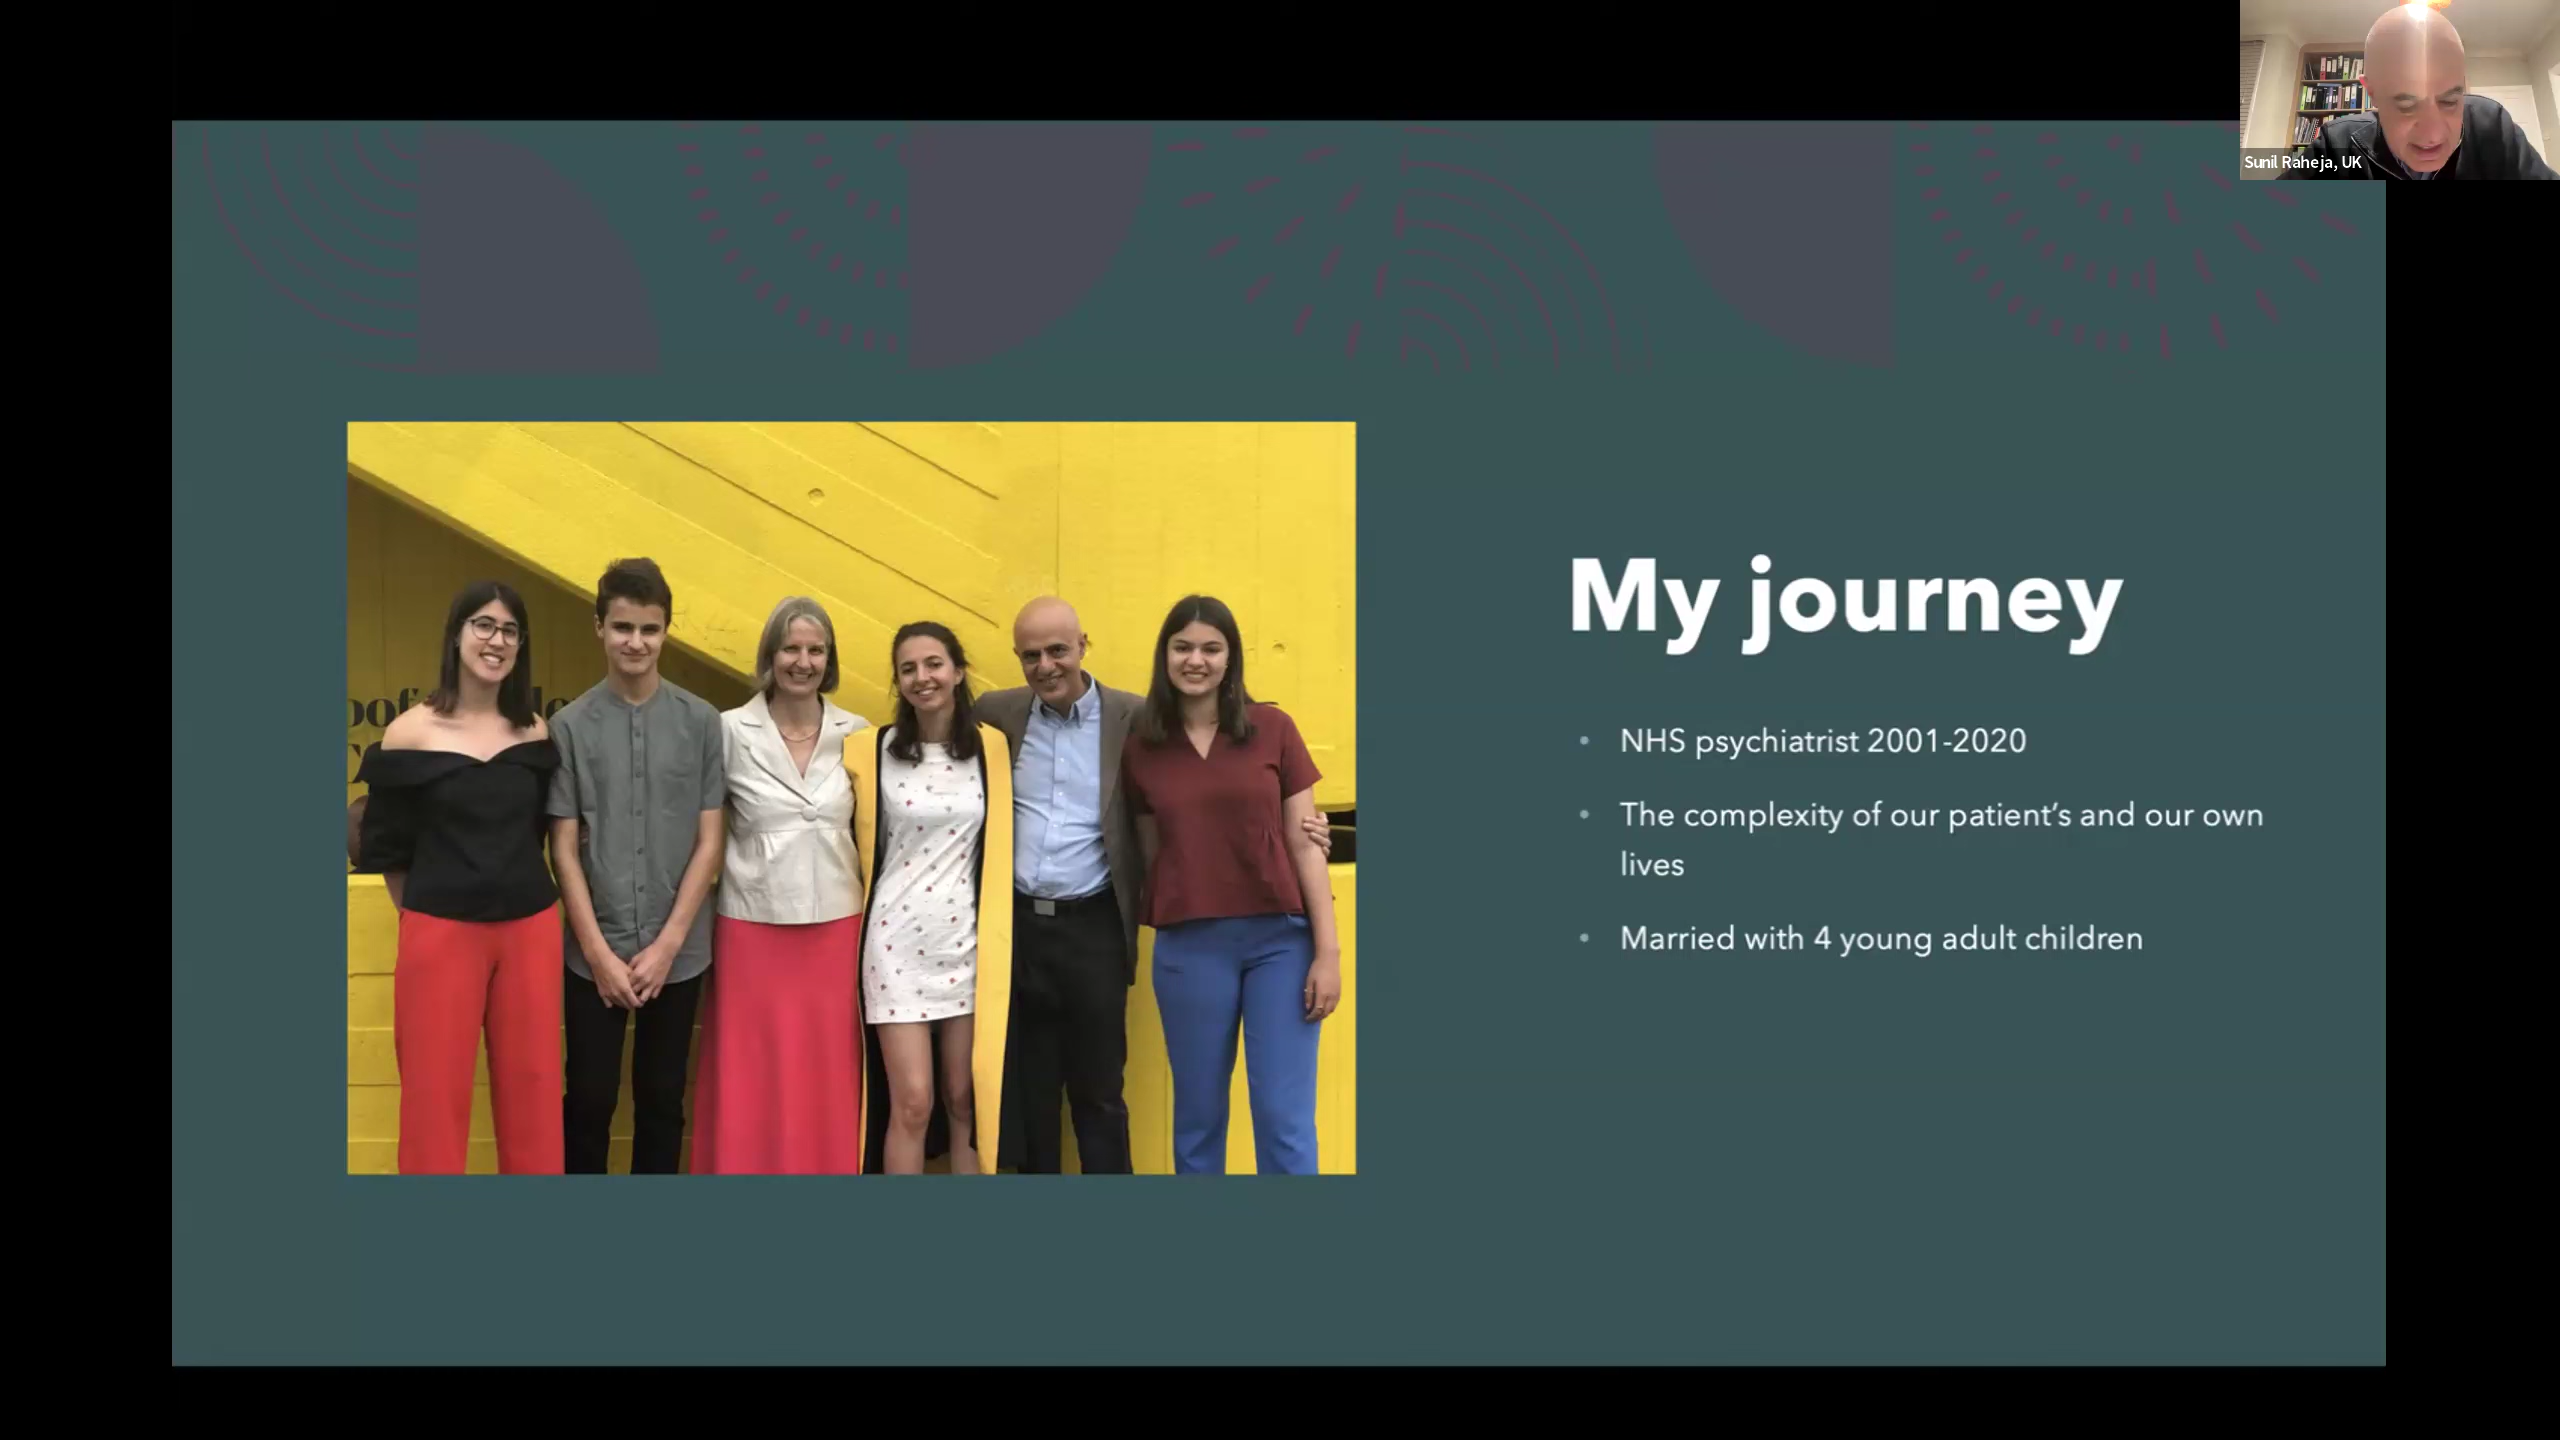 Sunil Raheja, UK
My journey
• NHS psychiatrist 2001-2020
• The complexity of our patient’s and our own
lives
• Married with 4 young adult children